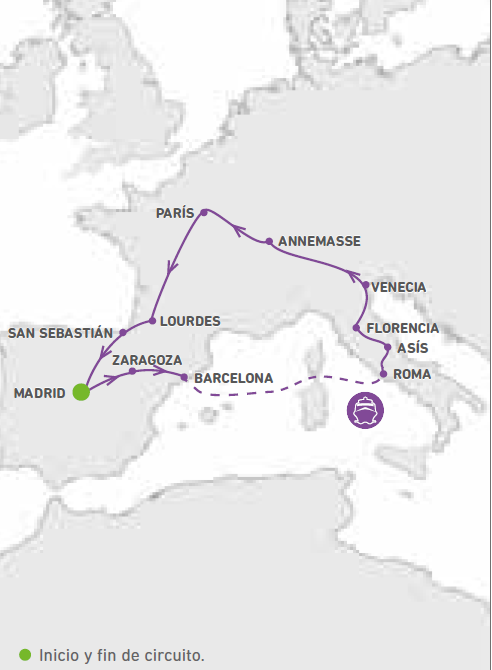 PARÍS
ANNEMASSE
VENECIA
LOURDES
FLORENCIA
SAN SEBASTIÁN
ASÍS
ZARAGOZA
ROMA
BARCELONA
MADRID
Inicio y fin de circuito.